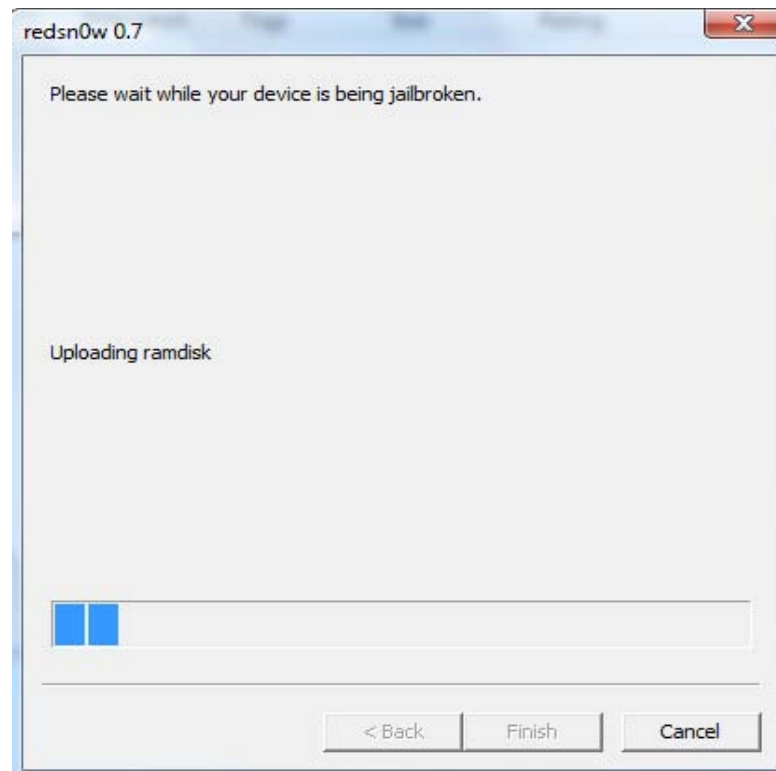 redsn0w 0.7
Please wait while your device is being jailbroken.
Uploading ramdisk
< Back Finish Cancel